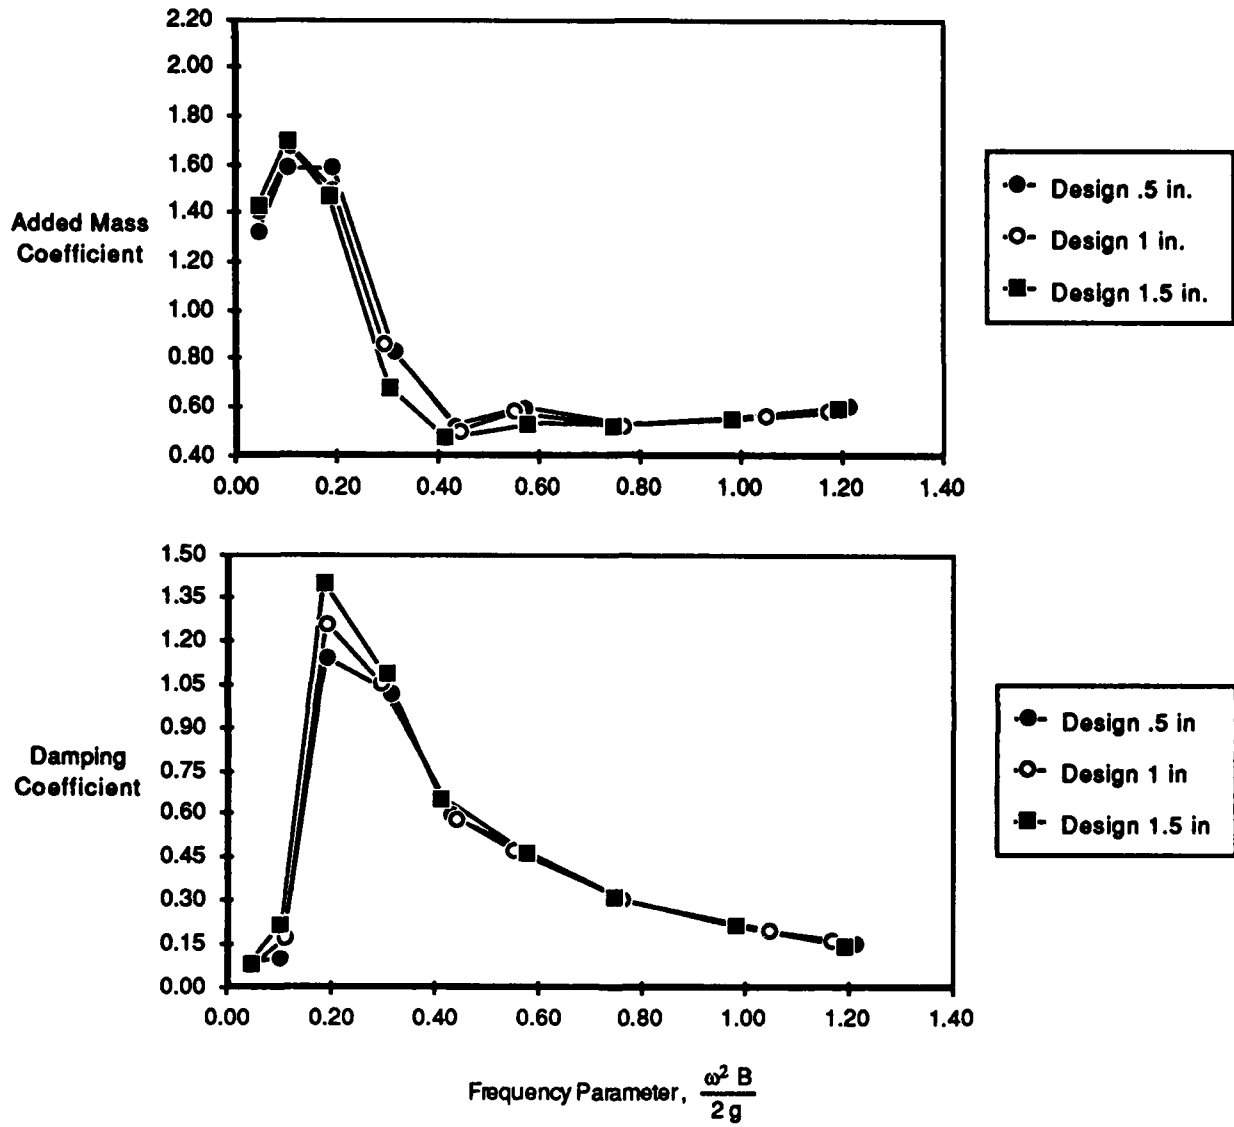 2.20
2.00
1.80
1.60
1.40
1.20
1.00
0.80
0.60
0.40
Added Mass
Coefficient
0.00 0.20 0.40 0.60 0.80 1.00 1.20 1.40
Design .5 in.
Design 1 in.
Design 1.5 in.
1.50
1.35
1.20
1.05
0.90
0.75
0.60
0.45
0.30
0.15
0.00
Damping
Coefficient
0.00 0.20 0.40 0.60 0.80 1.00 1.20 1.40
Design .5 in
Design 1 in
Design 1.5 in
Frequency Parameter, ω² B
2 g